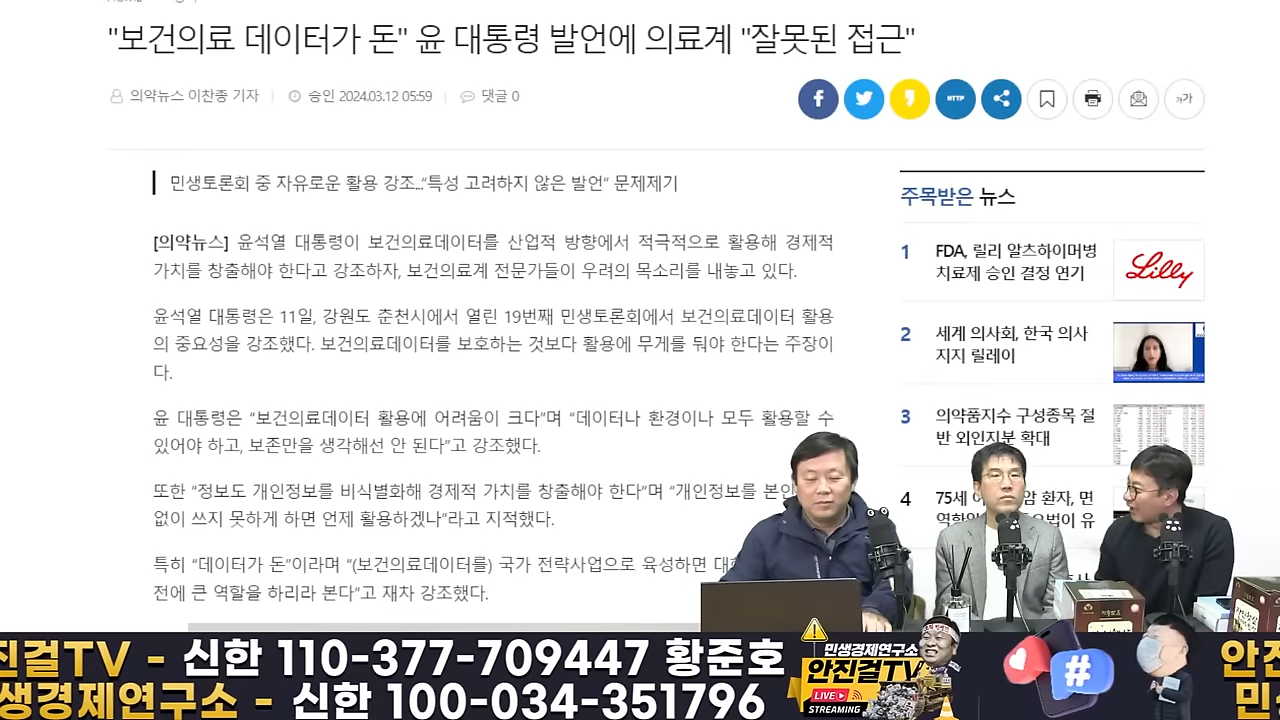 "보건의료 데이터가 돈" 윤 대통령 발언에 의료계 "잘못된 접근"
의약뉴스 이찬종 기자
승인 2024.03.12 05:59
댓글 0
HTTP
가가
민생토론회 중 자유로운 활용 강조..."특성 고려하지 않은 발언" 문제제기
[의약뉴스] 윤석열 대통령이 보건의료데이터를 산업적 방향에서 적극적으로 활용해 경제적
가치를 창출해야 한다고 강조하자, 보건의료계 전문가들이 우려의 목소리를 내놓고 있다.
윤석열 대통령은 11일, 강원도 춘천시에서 열린 19번째 민생토론회에서 보건의료데이터 활용
의 중요성을 강조했다. 보건의료데이터를 보호하는 것보다 활용에 무게를 둬야 한다는 주장이
다.
윤 대통령은 "보건의료데이터 활용에 어려움이 크다"며 "데이터나 환경이나 모두 활용할 수
있어야 하고, 보존만을 생각해선 안 된다"고 강조했다.
또한 "정보도 개인정보를 비식별화해 경제적 가치를 창출해야 한다"며 "개인정보를 본인
없이 쓰지 못하게 하면 언제 활용하겠나"라고 지적했다.
특히 "데이터가 돈"이라며 "(보건의료데이터를) 국가 전략사업으로 육성하면
전에 큰 역할을 하리라 본다"고 재차 강조했다.
주목받은 뉴스
1
FDA, 릴리 알츠하이머병
치료제 승인 결정 연기
Lilly
2
세계 의사회, 한국 의사
지지 릴레이
3
의약품지수 구성종목 절
반 외인지분 확대
4
75세 암 환자, 면
진걸TV - 신한 110-377-709447 황준호
생경제연구소 - 신한 100-034-351796
민생경제연구소
안진걸TV
LIVE
STREAMING
#
안진
민